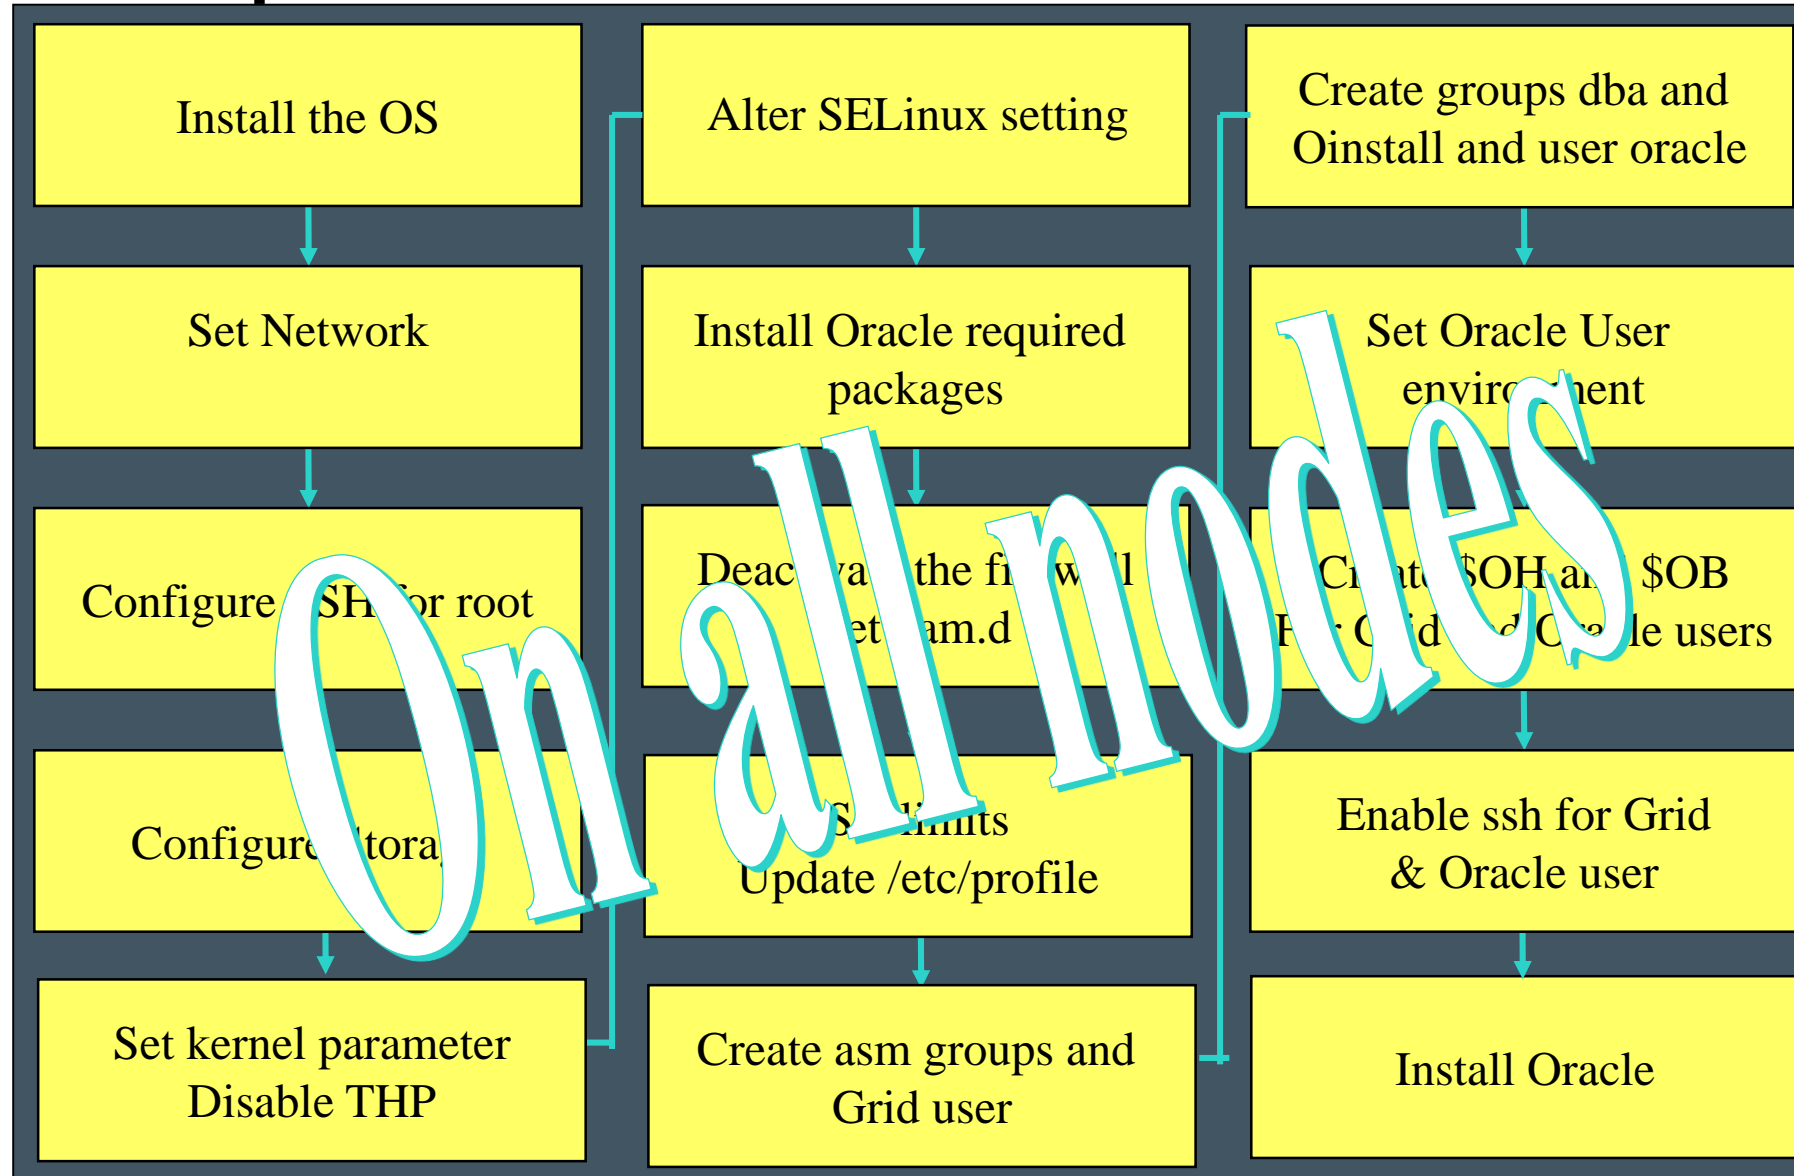 Install the OS
Set Network
Configure for root
Configure
Set kernel parameter
Disable THP
Alter SELinux setting
Install Oracle required
packages
the
Update /etc/profile
Create asm groups and
Grid user
Create groups dba and
Oinstall and user oracle
Set Oracle User
$OH $OB
users
Enable ssh for Grid
& Oracle user
Install Oracle
On all nodes